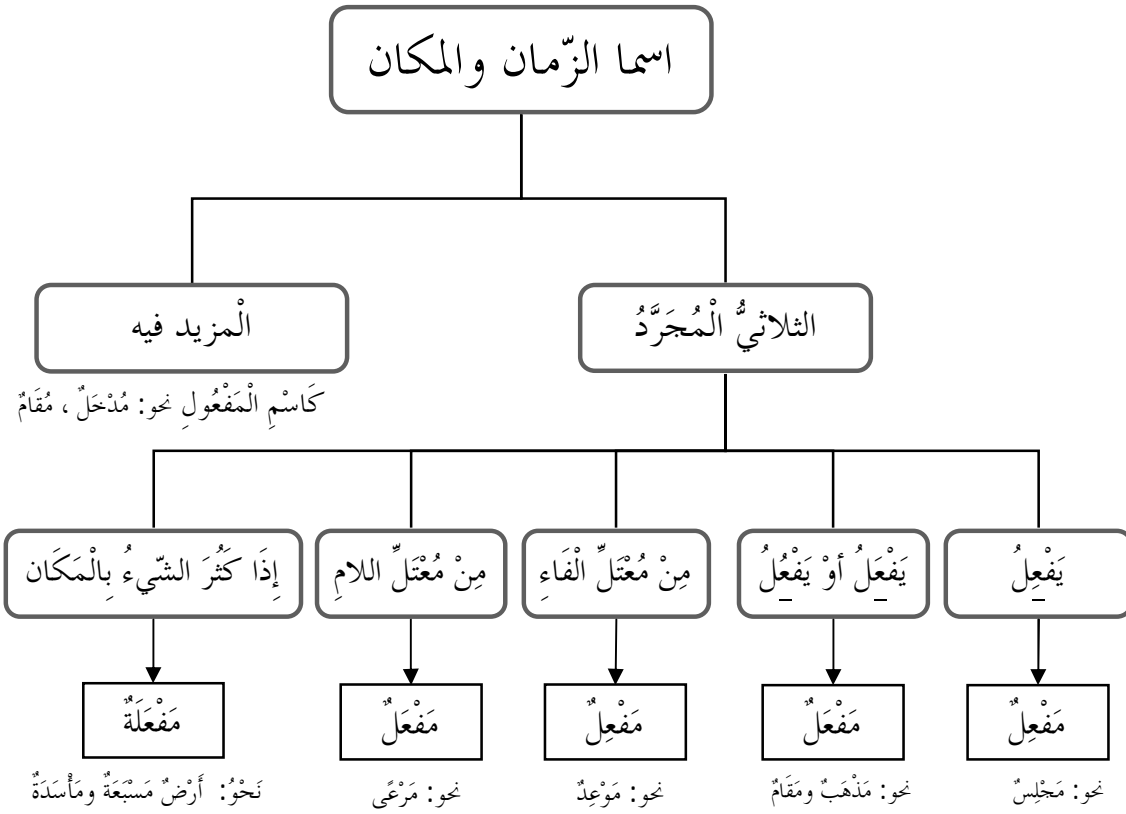 اسما الزّمان والمكان
الثلاثيُّ الْمُجَرَّدُ
الْمزيد فيه
كَاسْمِ الْمَفْعُولِ نحو: مُدْخَلٌ ، مُقَامٌ
يَفْعِلُ
يَفْعَلُ أوْ يَفْعُلُ
مِنْ مُعْتَلِّ الْفَاءِ
مِنْ مُعْتَلِّ اللامِ
إِذَا كَثُرَ الشّيءُ بِالْمَكَان
مَفْعِلٌ
مَفْعَلٌ
مَفْعِلٌ
مَفْعَلٌ
مَفْعَلَةٌ
نحو: مَجْلِسٌ
نحو: مَذْهَبٌ ومَقَامٌ
نحو: مَوْعِدٌ
نحو: مَرْعًى
نَحْوُ: أَرْضٌ مَسْبَعَةٌ ومَأْسَدَةٌ